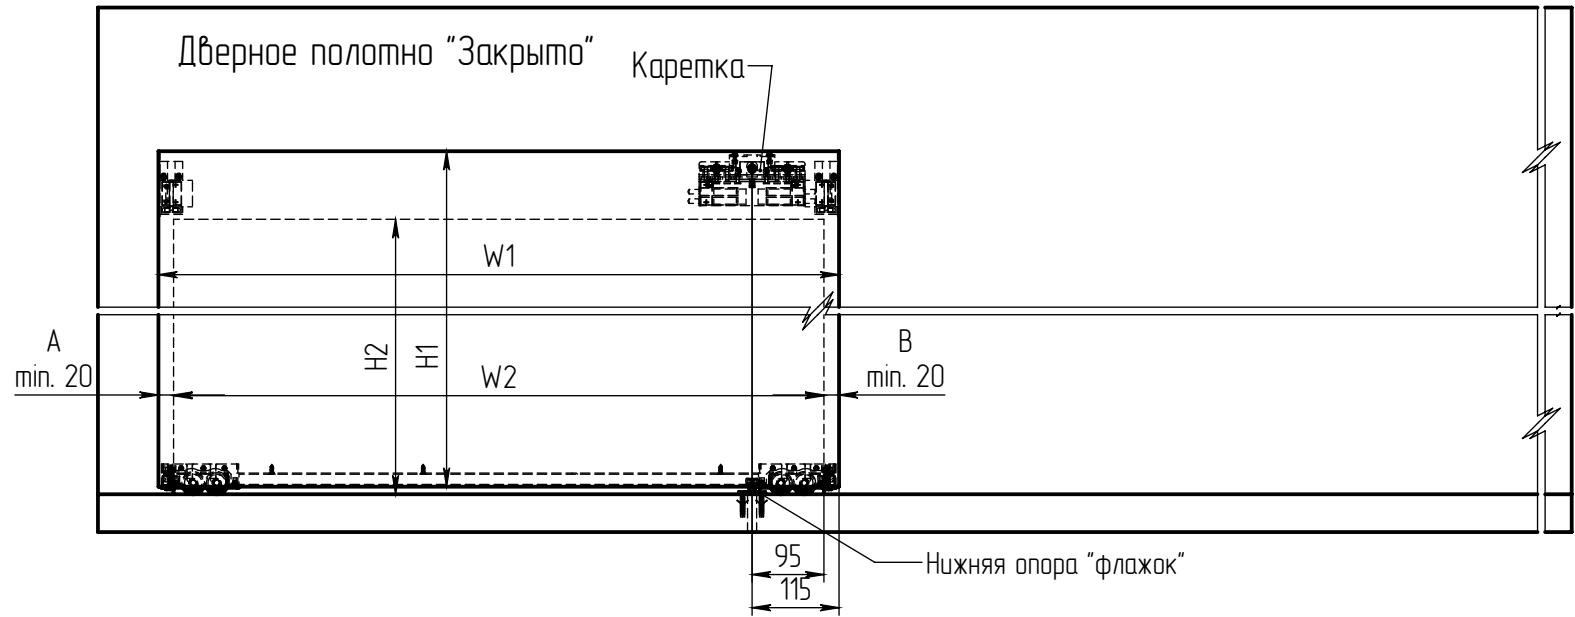 Дверное полотно "Закрыто"
Каретка
W1
A
min. 20
H2
H1
W2
B
min. 20
95
115
Нижняя опора "флажок"